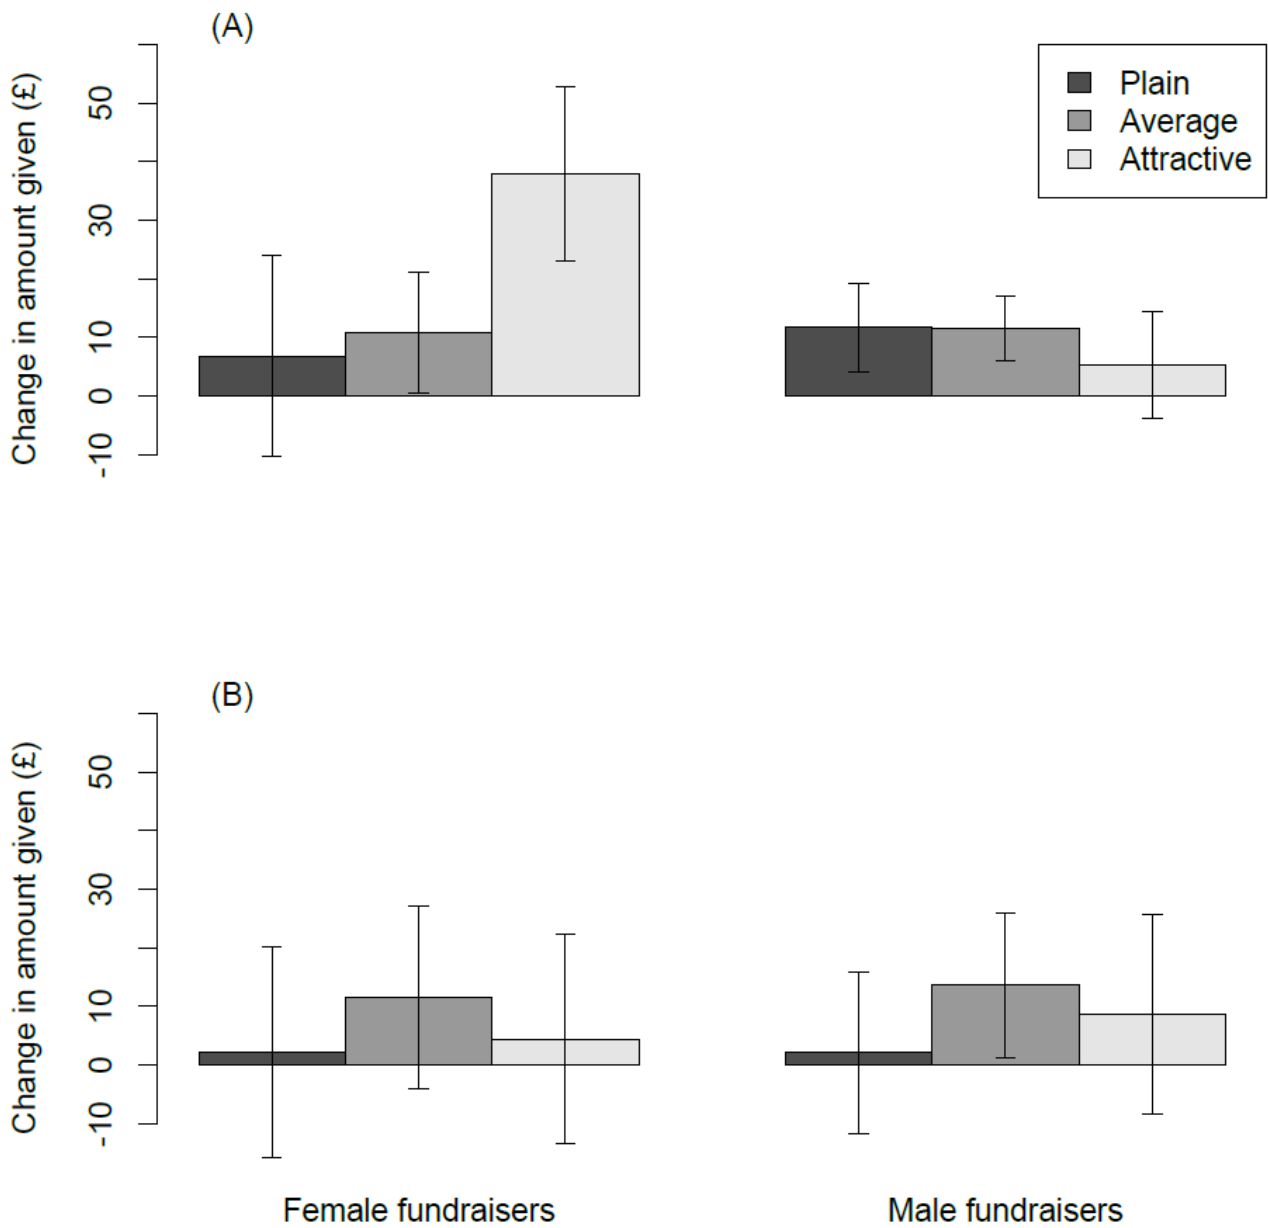 (A)
Change in amount given (£)
50
30
10
0
-10
Plain
Average
Attractive
(B)
Change in amount given (£)
50
30
10
0
-10
Female fundraisers
Male fundraisers